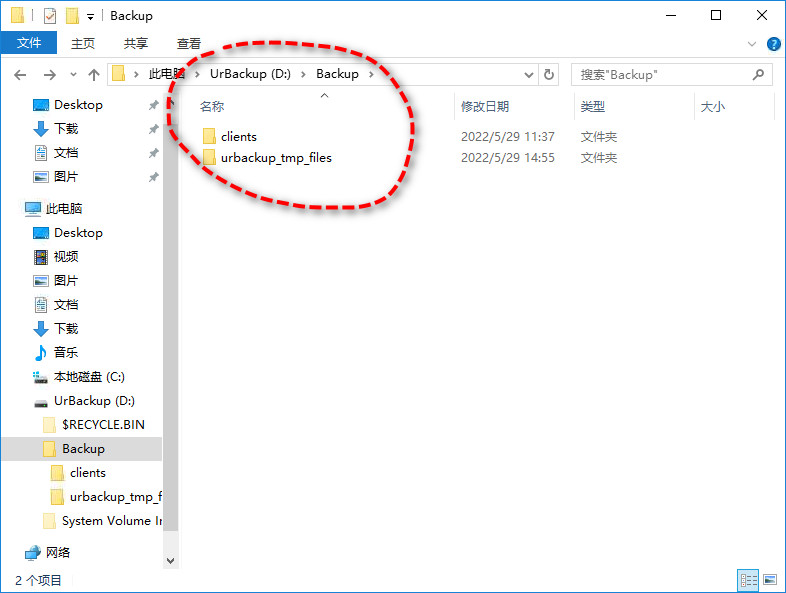 Backup
文件 主页 共享 查看
此电脑 UrBackup (D:) Backup 搜索"Backup"
名称 修改日期 类型 大小
clients 2022/5/29 11:37 文件夹
urbackup_tmp_files 2022/5/29 14:55 文件夹
Desktop
下载
文档
图片
此电脑
Desktop
视频
图片
文档
下载
音乐
本地磁盘 (C:)
UrBackup (D:)
$RECYCLE.BIN
Backup
clients
urbackup_tmp_f
System Volume In
网络
2 个项目